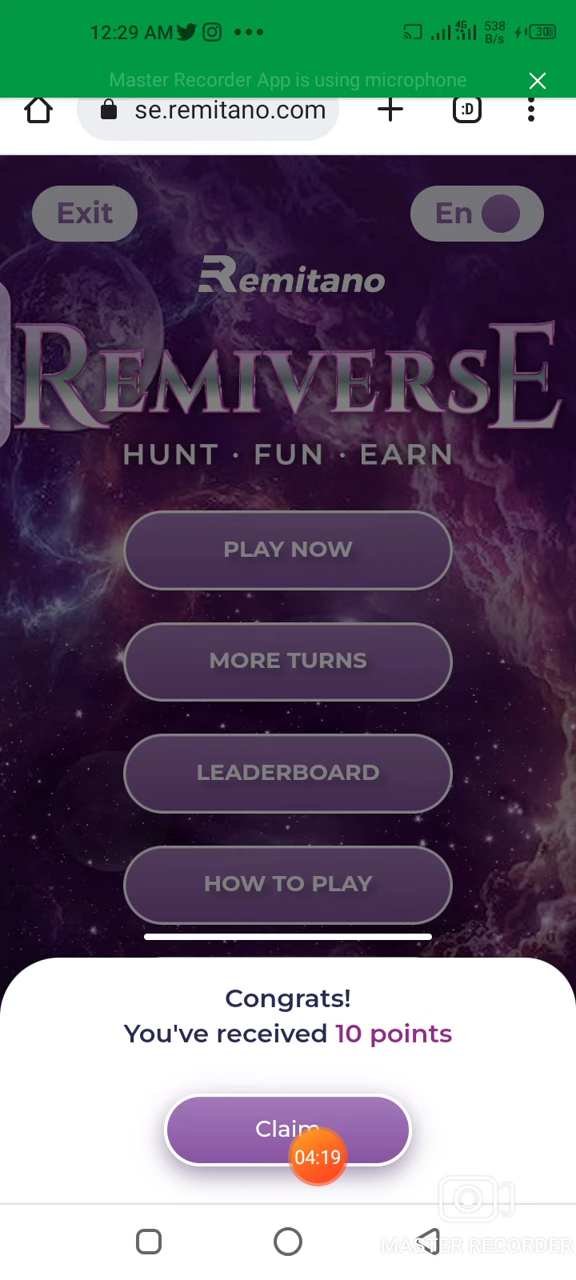 12:29 AM
4G
538
B/s
30
Master Recorder App is using microphone
:D
se.remitano.com
Exit
En
Remitano
REMIVERSE
HUNT · FUN · EARN
PLAY NOW
MORE TURNS
LEADERBOARD
HOW TO PLAY
Congrats!
You've received 10 points
Claim
04:19
MASTER RECORDER